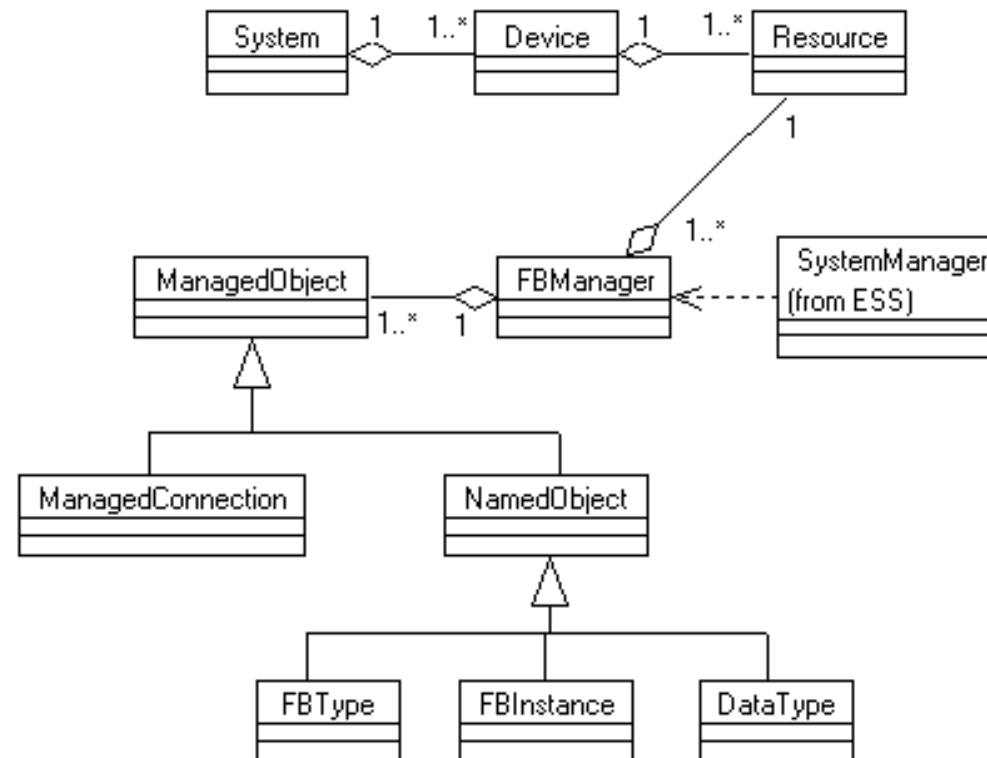 System
1
1..*
Device
1
1..*
Resource
1
1..*
ManagedObject
1..*
1
FBManager
SystemManager
(from ESS)
ManagedConnection
NamedObject
FBType
FBInstance
DataType